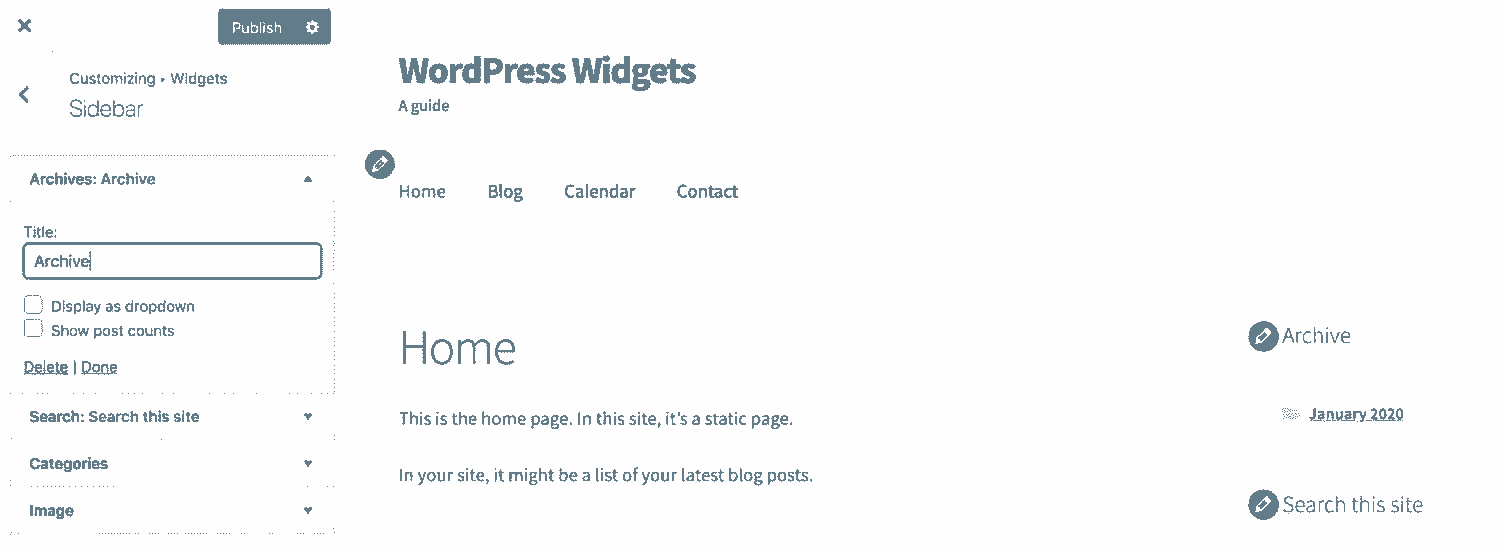 Publish
Customizing • Widgets
Sidebar
Archives: Archive
Title:
Archive
Display as dropdown
Show post counts
Delete | Done
Search: Search this site
Categories
Image
WordPress Widgets
A guide
Home Blog Calendar Contact
Home
This is the home page. In this site, it's a static page.
In your site, it might be a list of your latest blog posts.
Archive
January 2020
Search this site